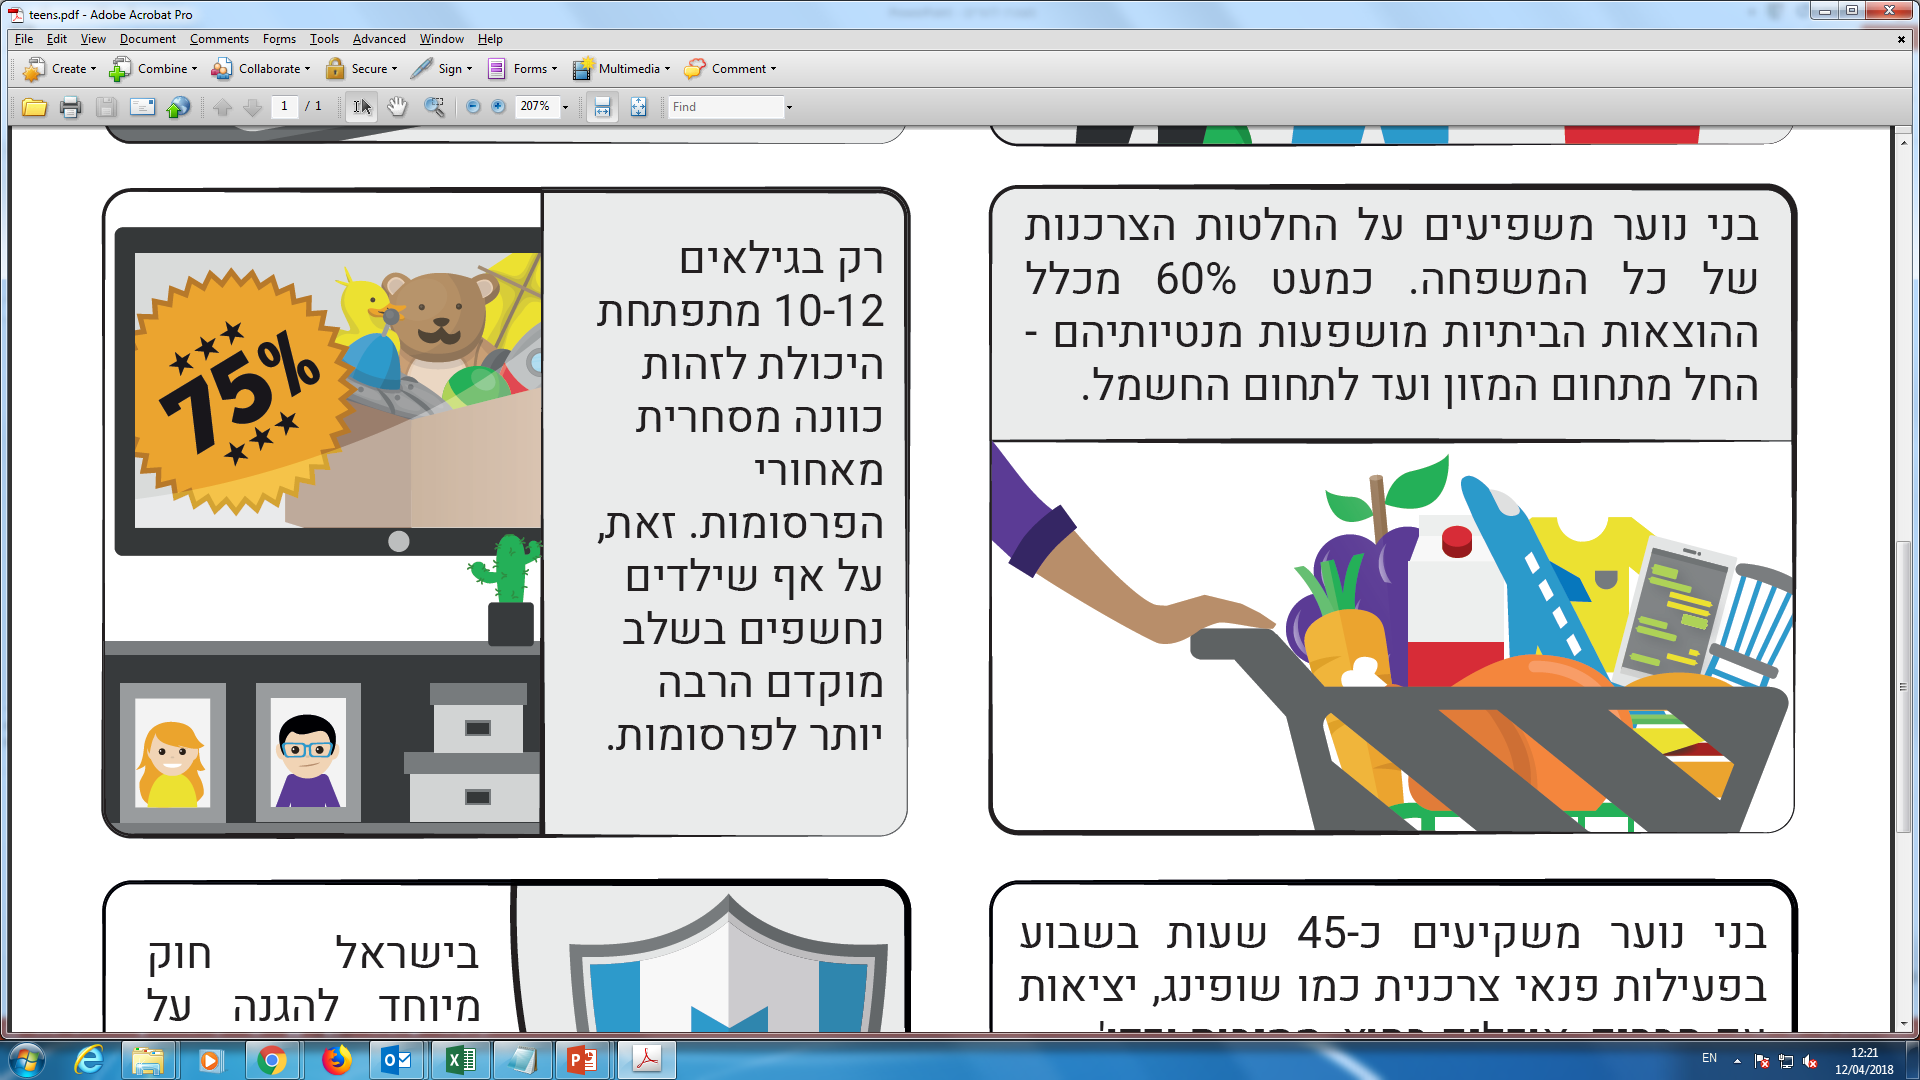 teens.pdf - Adobe Acrobat Pro
File Edit View Document Comments Forms Tools Advanced Window Help
Create Combine Collaborate Secure Sign Forms Multimedia Comment
1 / 1 207% Find
בני נוער משפיעים על החלטות הצרכנות
של כל המשפחה. כמעט 60% מכלל
ההוצאות הביתיות מושפעות מנטיותיהם -
החל מתחום המזון ועד לתחום החשמל.
רק בגילאים
10-12 מתפתחת
היכולת לזהות
כוונה מסחרית
מאחורי
הפרסומות. זאת,
על אף שילדים
נחשפים בשלב
מוקדם הרבה
יותר לפרסומות.
75%
בני נוער משקיעים כ-45 שעות בשבוע
בפעילות פנאי צרכנית כמו שופינג, יציאות
בישראל חוק
מיוחד להגנה על
EN
12:21
12/04/2018